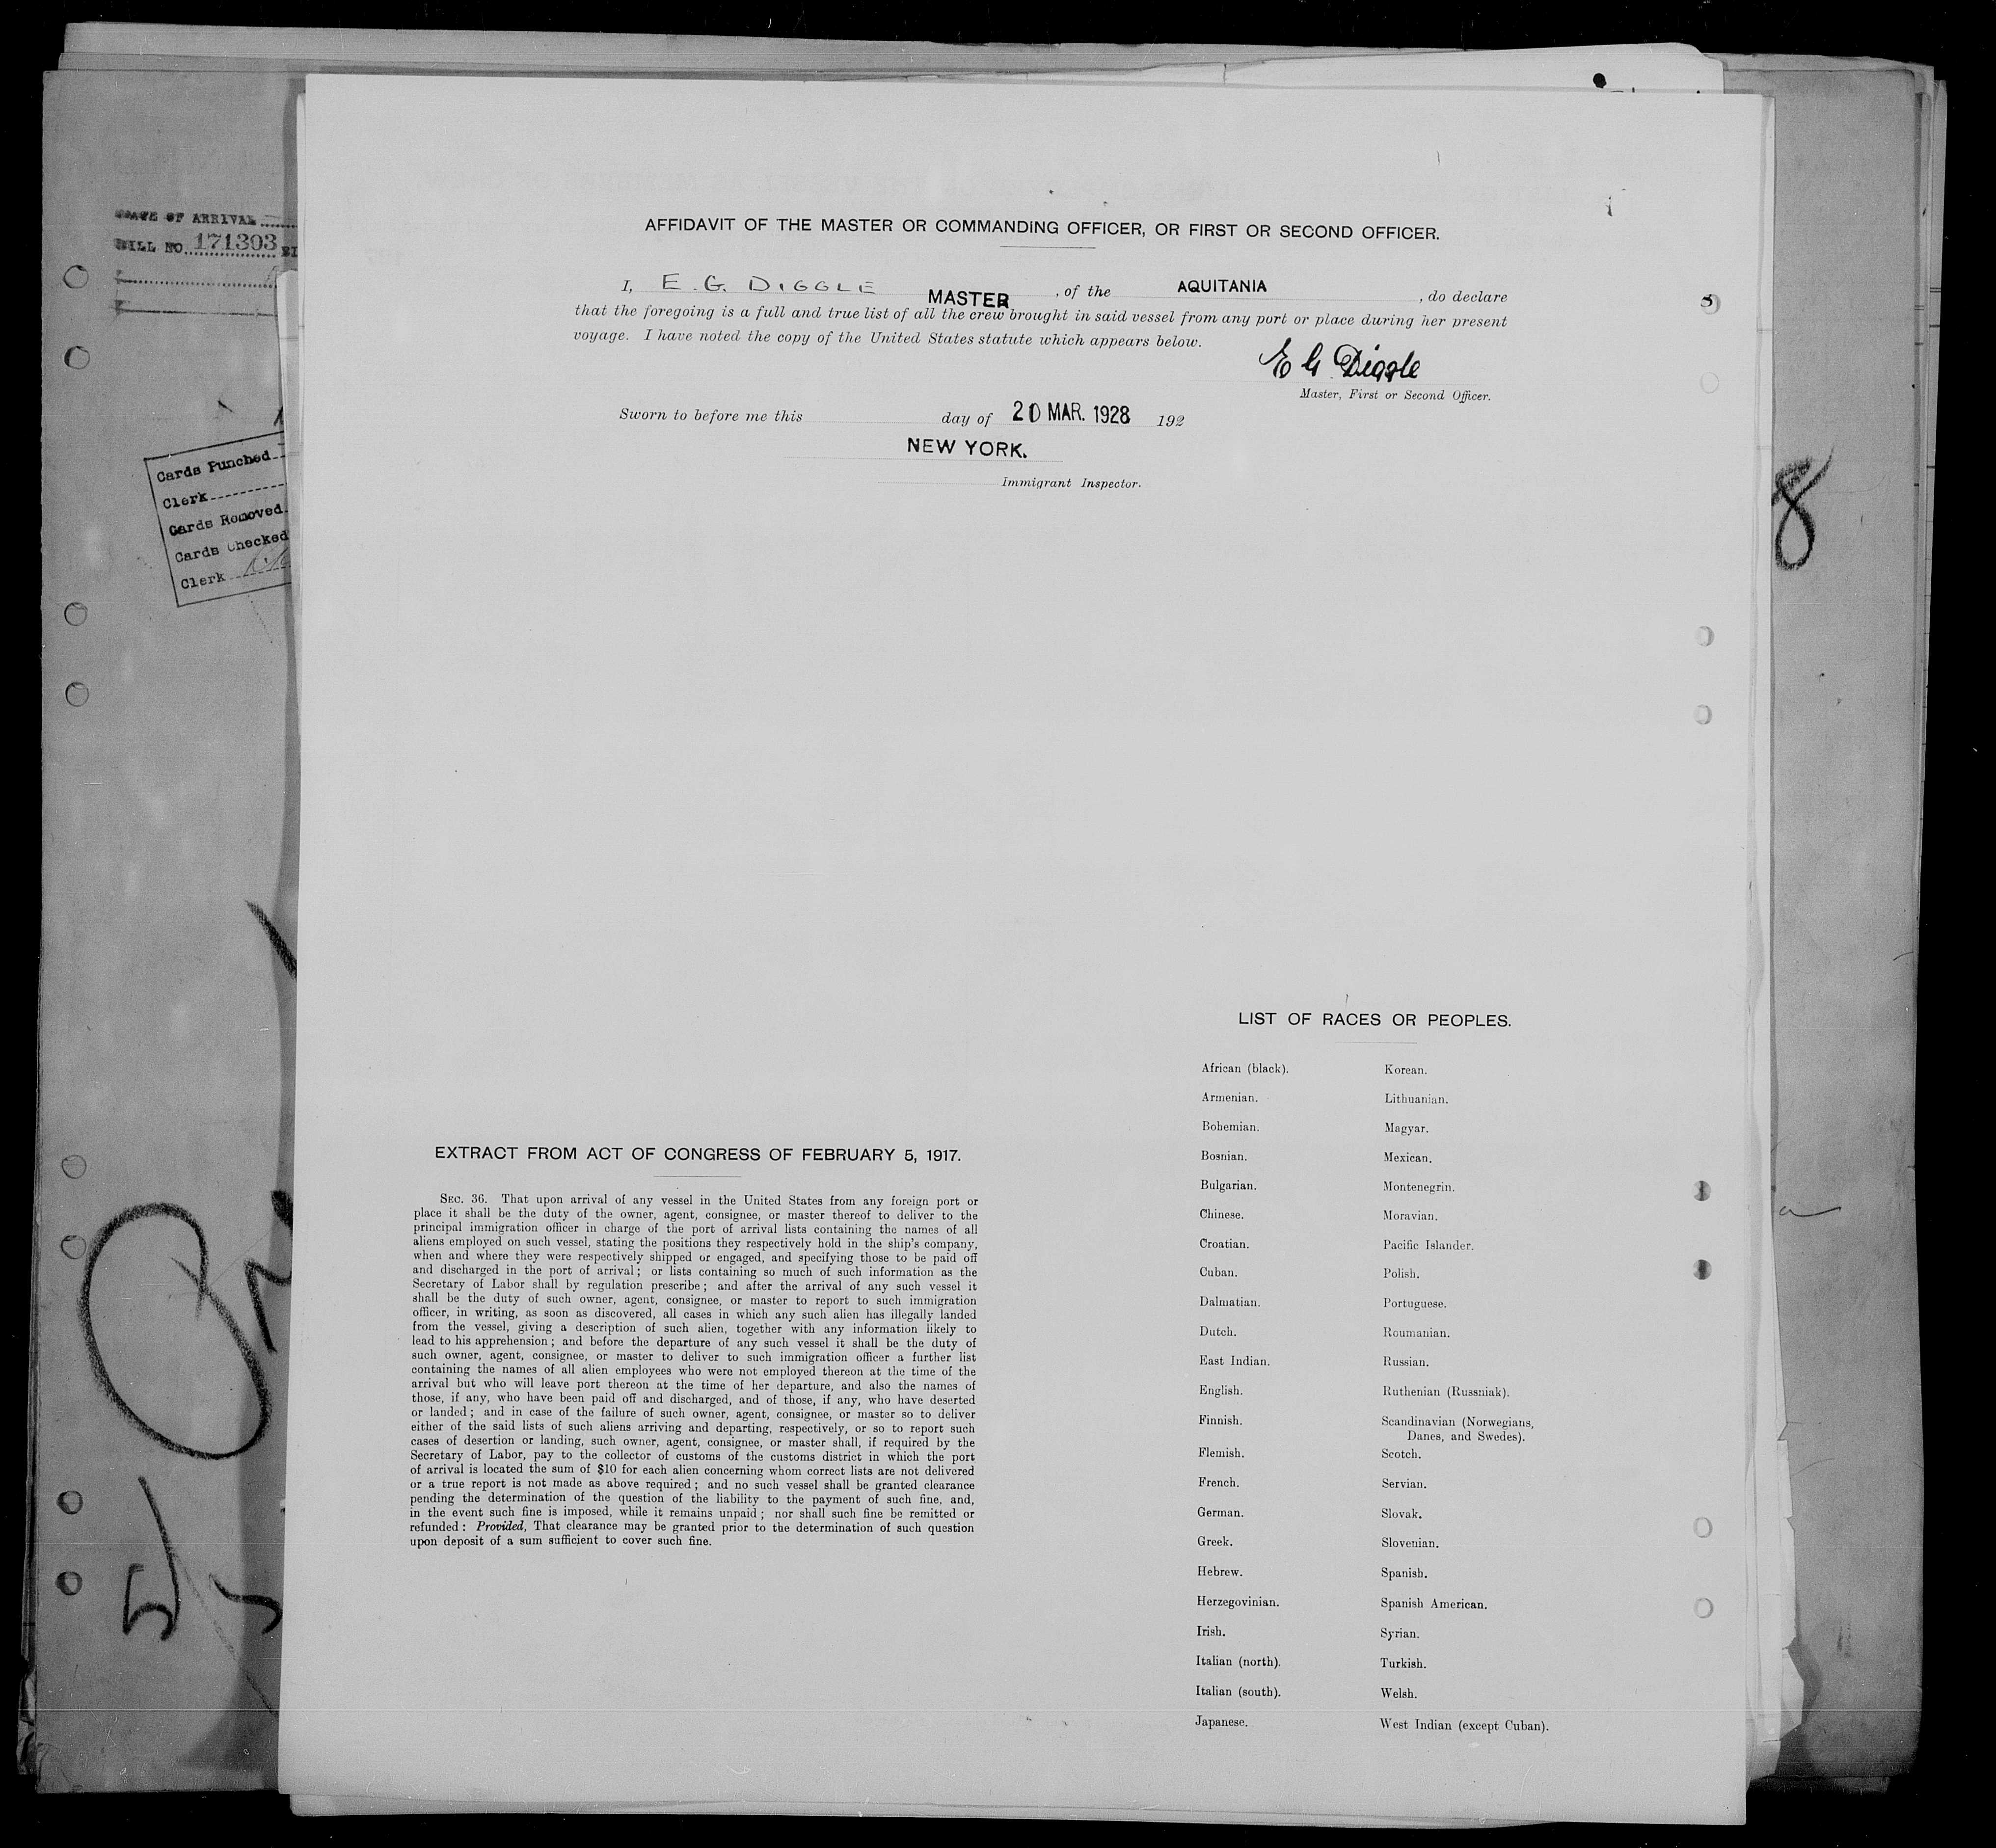 DATE OF ARRIVAL
BILL NO. 171303
Cards Punched
Clerk
Cards Removed
Cards Checked
Clerk
8
AFFIDAVIT OF THE MASTER OR COMMANDING OFFICER, OR FIRST OR SECOND OFFICER.
I, E. G. DIGGLE MASTER, of the AQUITANIA, do declare
that the foregoing is a full and true list of all the crew brought in said vessel from any port or place during her present
voyage. I have noted the copy of the United States statute which appears below.
E G Diggle
Master, First or Second Officer.
Sworn to before me this day of 20 MAR. 1928 192
NEW YORK.
Immigrant Inspector.
EXTRACT FROM ACT OF CONGRESS OF FEBRUARY 5, 1917.
SEC. 36. That upon arrival of any vessel in the United States from any foreign port or
place it shall be the duty of the owner, agent, consignee, or master thereof to deliver to the
principal immigration officer in charge of the port of arrival lists containing the names of all
aliens employed on such vessel, stating the positions they respectively hold in the ship's company,
when and where they were respectively shipped or engaged, and specifying those to be paid off
and discharged in the port of arrival; or lists containing so much of such information as the
Secretary of Labor shall by regulation prescribe; and after the arrival of any such vessel it
shall be the duty of such owner, agent, consignee, or master to report to such immigration
officer, in writing, as soon as discovered, all cases in which any such alien has illegally landed
from the vessel, giving a description of such alien, together with any information likely to
lead to his apprehension; and before the departure of any such vessel it shall be the duty of
such owner, agent, consignee, or master to deliver to such immigration officer a further list
containing the names of all alien employees who were not employed thereon at the time of the
arrival but who will leave port thereon at the time of her departure, and also the names of
those, if any, who have been paid off and discharged, and of those, if any, who have deserted
or landed; and in case of the failure of such owner, agent, consignee, or master so to deliver
either of the said lists of such aliens arriving and departing, respectively, or so to report such
cases of desertion or landing, such owner, agent, consignee, or master shall, if required by the
Secretary of Labor, pay to the collector of customs of the customs district in which the port
of arrival is located the sum of $10 for each alien concerning whom correct lists are not delivered
or a true report is not made as above required; and no such vessel shall be granted clearance
pending the determination of the question of the liability to the payment of such fine, and,
in the event such fine is imposed, while it remains unpaid; nor shall such fine be remitted or
refunded: Provided, That clearance may be granted prior to the determination of such question
upon deposit of a sum sufficient to cover such fine.
LIST OF RACES OR PEOPLES.
African (black).
Armenian.
Bohemian.
Bosnian.
Bulgarian.
Chinese.
Croatian.
Cuban.
Dalmatian.
Dutch.
East Indian.
English.
Finnish.
Flemish.
French.
German.
Greek.
Hebrew.
Herzegovinian.
Irish.
Italian (north).
Italian (south).
Japanese.
Korean.
Lithuanian.
Magyar.
Mexican.
Montenegrin.
Moravian.
Pacific Islander.
Polish.
Portuguese.
Roumanian.
Russian.
Ruthenian (Russniak).
Scandinavian (Norwegians,
Danes, and Swedes).
Scotch.
Servian.
Slovak.
Slovenian.
Spanish.
Spanish American.
Syrian.
Turkish.
Welsh.
West Indian (except Cuban).